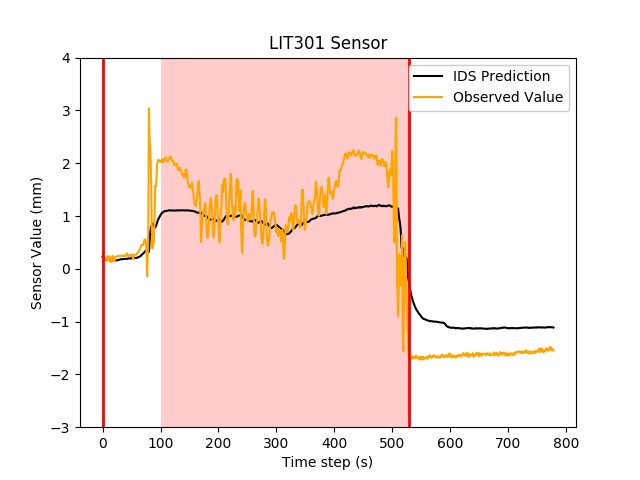 LIT301 Sensor
IDS Prediction
Observed Value
Sensor Value (mm)
4
3
2
1
0
−1
−2
−3
0 100 200 300 400 500 600 700 800
Time step (s)